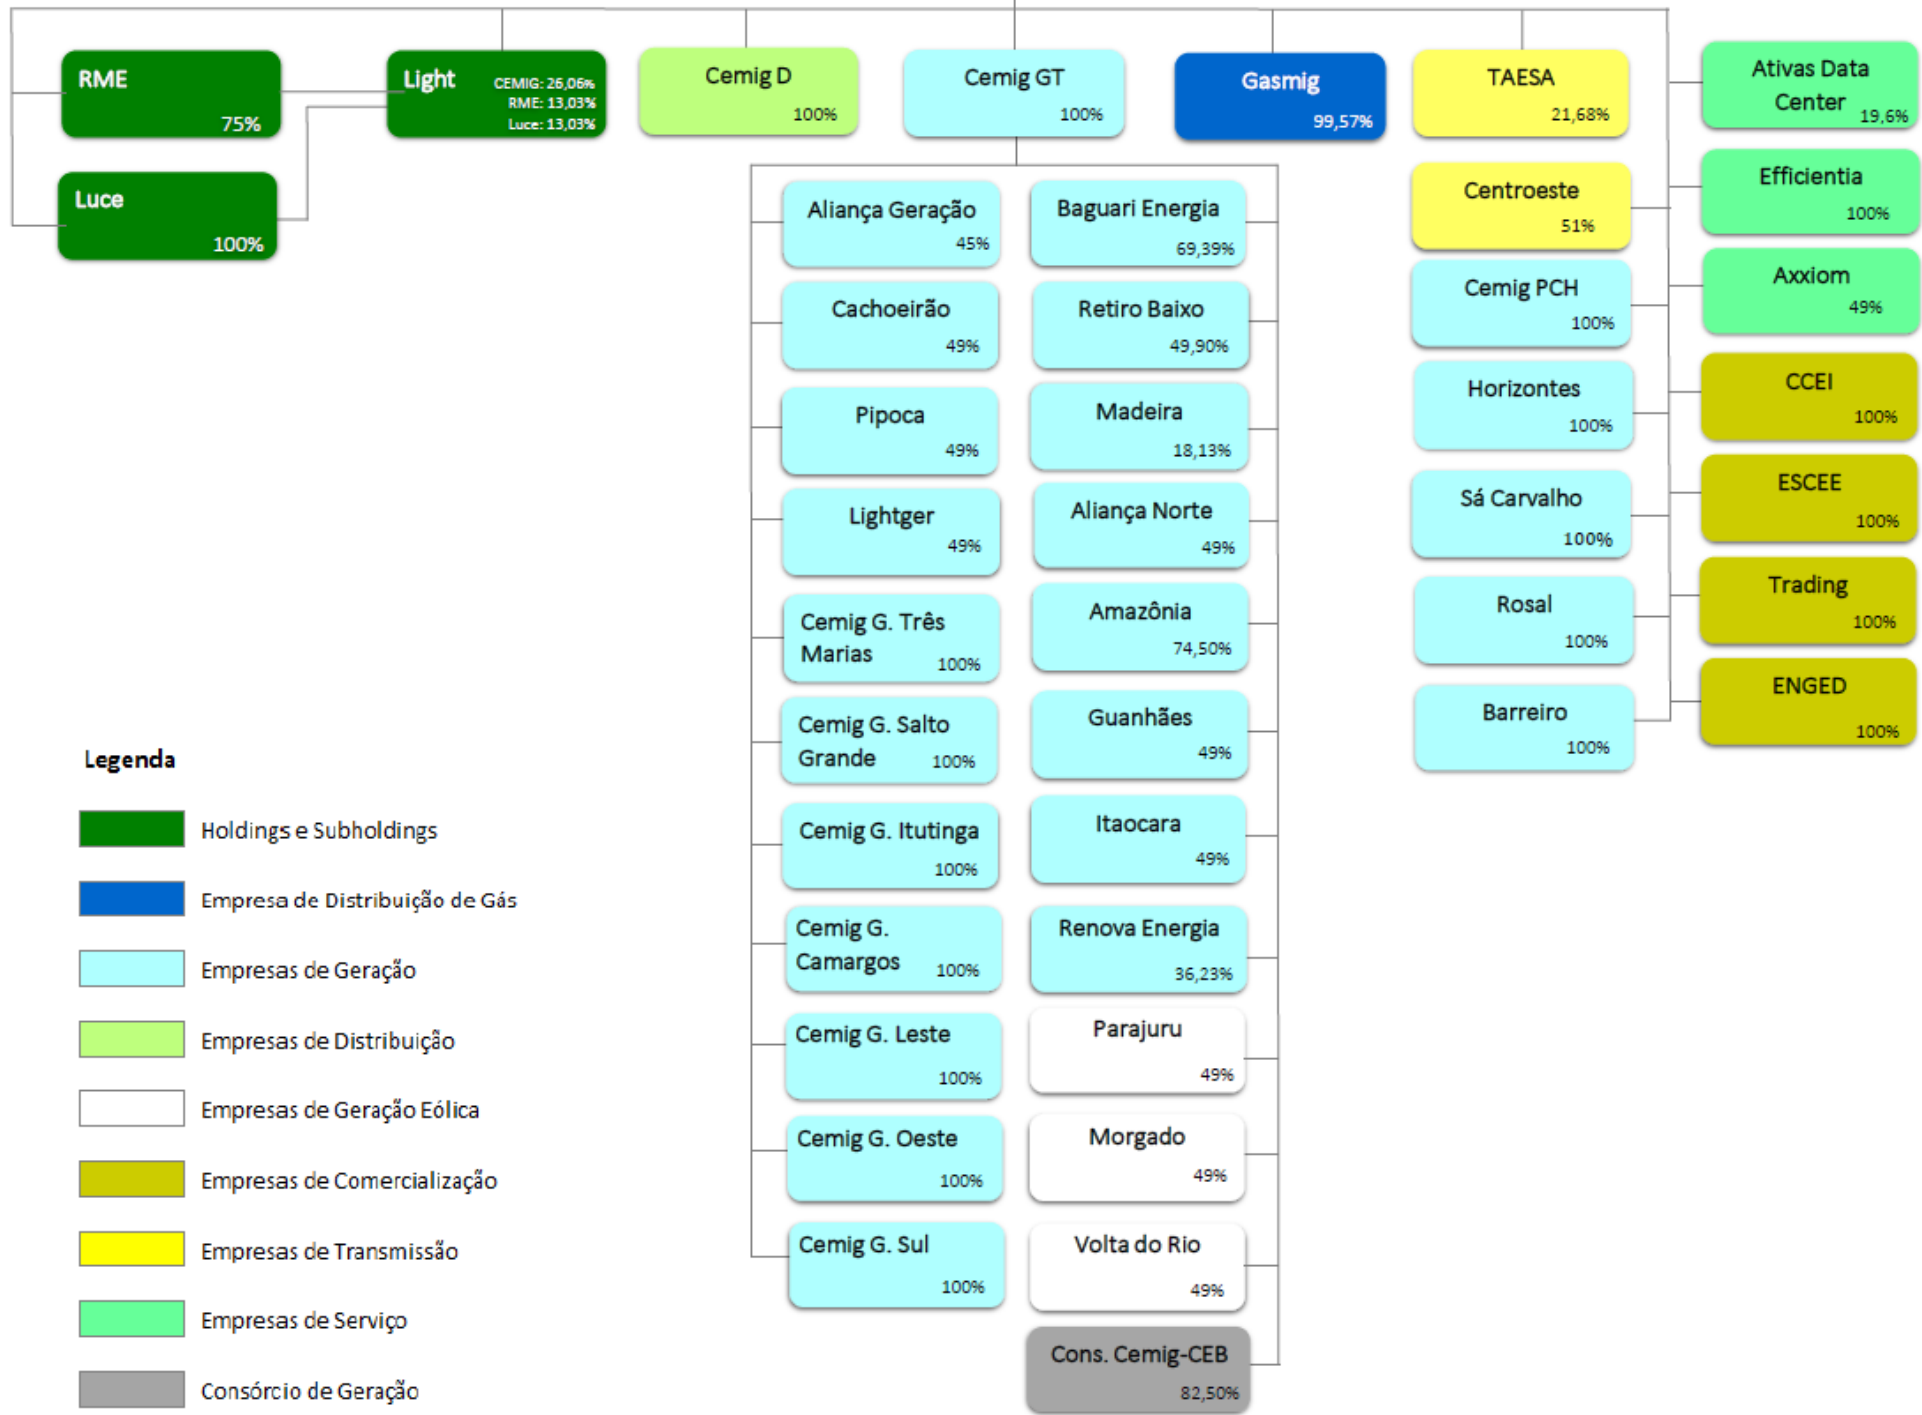 RME
75%
Luce
100%
Light
CEMIG: 26,06%
RME: 13,03%
Luce: 13,03%
Cemig D
100%
Cemig GT
100%
Gasmig
99,57%
TAESA
21,68%
Ativas Data
Center 19,6%
Efficientia
100%
Axxiom
49%
CCEI
100%
ESCEE
100%
Trading
100%
ENGED
100%
Centroeste
51%
Cemig PCH
100%
Horizontes
100%
Sá Carvalho
100%
Rosal
100%
Barreiro
100%
Aliança Geração
45%
Cachoeirão
49%
Pipoca
49%
Lightger
49%
Cemig G. Três
Marias 100%
Cemig G. Salto
Grande 100%
Cemig G. Itutinga
100%
Cemig G.
Camargos 100%
Cemig G. Leste
100%
Cemig G. Oeste
100%
Cemig G. Sul
100%
Baguari Energia
69,39%
Retiro Baixo
49,90%
Madeira
18,13%
Aliança Norte
49%
Amazônia
74,50%
Guanhães
49%
Itaocara
49%
Renova Energia
36,23%
Parajuru
49%
Morgado
49%
Volta do Rio
49%
Cons. Cemig-CEB
82,50%
Legenda
Holdings e Subholdings
Empresa de Distribuição de Gás
Empresas de Geração
Empresas de Distribuição
Empresas de Geração Eólica
Empresas de Comercialização
Empresas de Transmissão
Empresas de Serviço
Consórcio de Geração